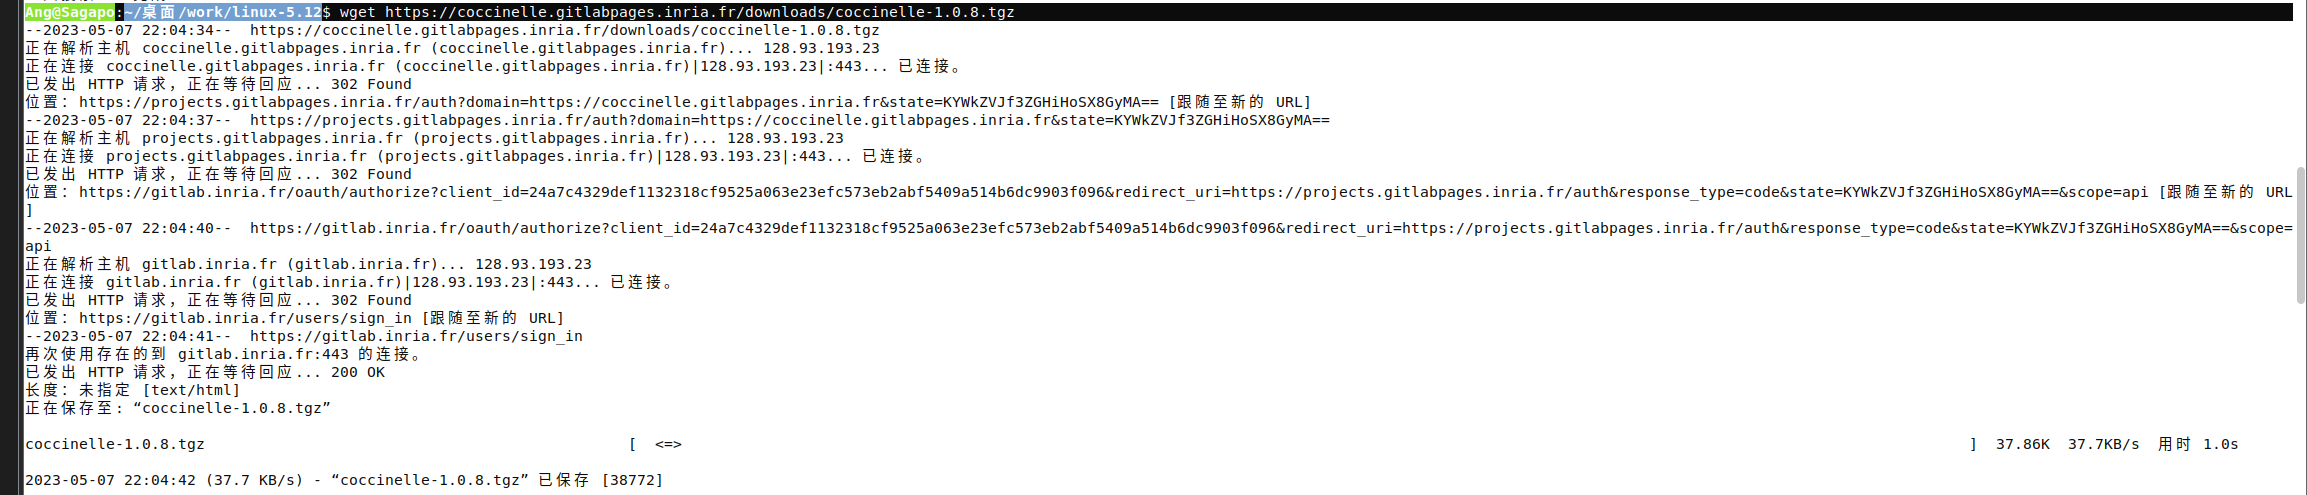 Ang@Sagapo:~/桌面/work/linux-5.12$ wget https://coccinelle.gitlabpages.inria.fr/downloads/coccinelle-1.0.8.tgz
--2023-05-07 22:04:34--  https://coccinelle.gitlabpages.inria.fr/downloads/coccinelle-1.0.8.tgz
正在解析主机 coccinelle.gitlabpages.inria.fr (coccinelle.gitlabpages.inria.fr)... 128.93.193.23
正在连接 coccinelle.gitlabpages.inria.fr (coccinelle.gitlabpages.inria.fr)|128.93.193.23|:443... 已连接。
已发出 HTTP 请求，正在等待回应... 302 Found
位置：https://projects.gitlabpages.inria.fr/auth?domain=https://coccinelle.gitlabpages.inria.fr&state=KYWkZVJf3ZGHiHoSX8GyMA== [跟随至新的 URL]
--2023-05-07 22:04:37--  https://projects.gitlabpages.inria.fr/auth?domain=https://coccinelle.gitlabpages.inria.fr&state=KYWkZVJf3ZGHiHoSX8GyMA==
正在解析主机 projects.gitlabpages.inria.fr (projects.gitlabpages.inria.fr)... 128.93.193.23
正在连接 projects.gitlabpages.inria.fr (projects.gitlabpages.inria.fr)|128.93.193.23|:443... 已连接。
已发出 HTTP 请求，正在等待回应... 302 Found
位置：https://gitlab.inria.fr/oauth/authorize?client_id=24a7c4329def1132318cf9525a063e23efc573eb2abf5409a514b6dc9903f096&redirect_uri=https://projects.gitlabpages.inria.fr/auth&response_type=code&state=KYWkZVJf3ZGHiHoSX8GyMA==&scope=api [跟随至新的 URL
]
--2023-05-07 22:04:40--  https://gitlab.inria.fr/oauth/authorize?client_id=24a7c4329def1132318cf9525a063e23efc573eb2abf5409a514b6dc9903f096&redirect_uri=https://projects.gitlabpages.inria.fr/auth&response_type=code&state=KYWkZVJf3ZGHiHoSX8GyMA==&scope=
api
正在解析主机 gitlab.inria.fr (gitlab.inria.fr)... 128.93.193.23
正在连接 gitlab.inria.fr (gitlab.inria.fr)|128.93.193.23|:443... 已连接。
已发出 HTTP 请求，正在等待回应... 302 Found
位置：https://gitlab.inria.fr/users/sign_in [跟随至新的 URL]
--2023-05-07 22:04:41--  https://gitlab.inria.fr/users/sign_in
再次使用存在的到 gitlab.inria.fr:443 的连接。
已发出 HTTP 请求，正在等待回应... 200 OK
长度：未指定 [text/html]
正在保存至: “coccinelle-1.0.8.tgz”
coccinelle-1.0.8.tgz [ <=> ] 37.86K 37.7KB/s 用时 1.0s
2023-05-07 22:04:42 (37.7 KB/s) - “coccinelle-1.0.8.tgz” 已保存 [38772]